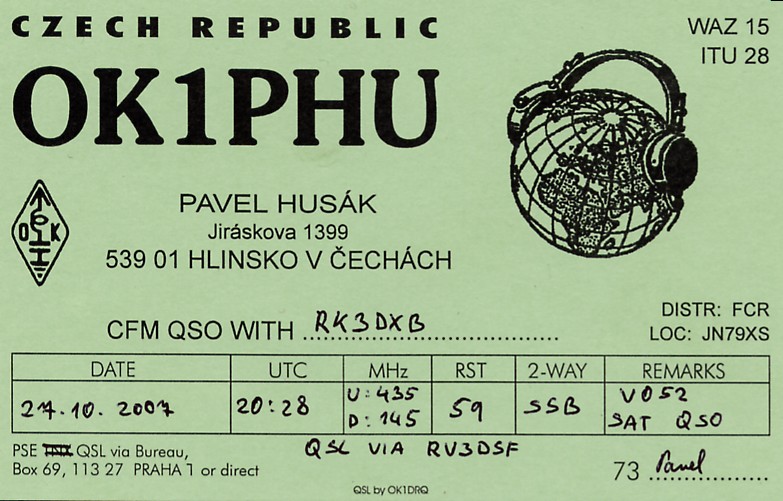 CZECH REPUBLIC
WAZ 15
ITU 28
OK1PHU
OK
PAVEL HUSÁK
Jiráskova 1399
539 01 HLINSKO V ČECHÁCH
DISTR: FCR
LOC: JN79XS
CFM QSO WITH RK3DXB
DATE UTC MHz RST 2-WAY REMARKS
27.10.2007 20:28 U:435 D:145 59 SSB VO52 SAT QSO
PSE TNX QSL via Bureau,
Box 69, 113 27 PRAHA 1 or direct
QSL VIA RV3DSF
73 Pavel
QSL by OK1DRQ